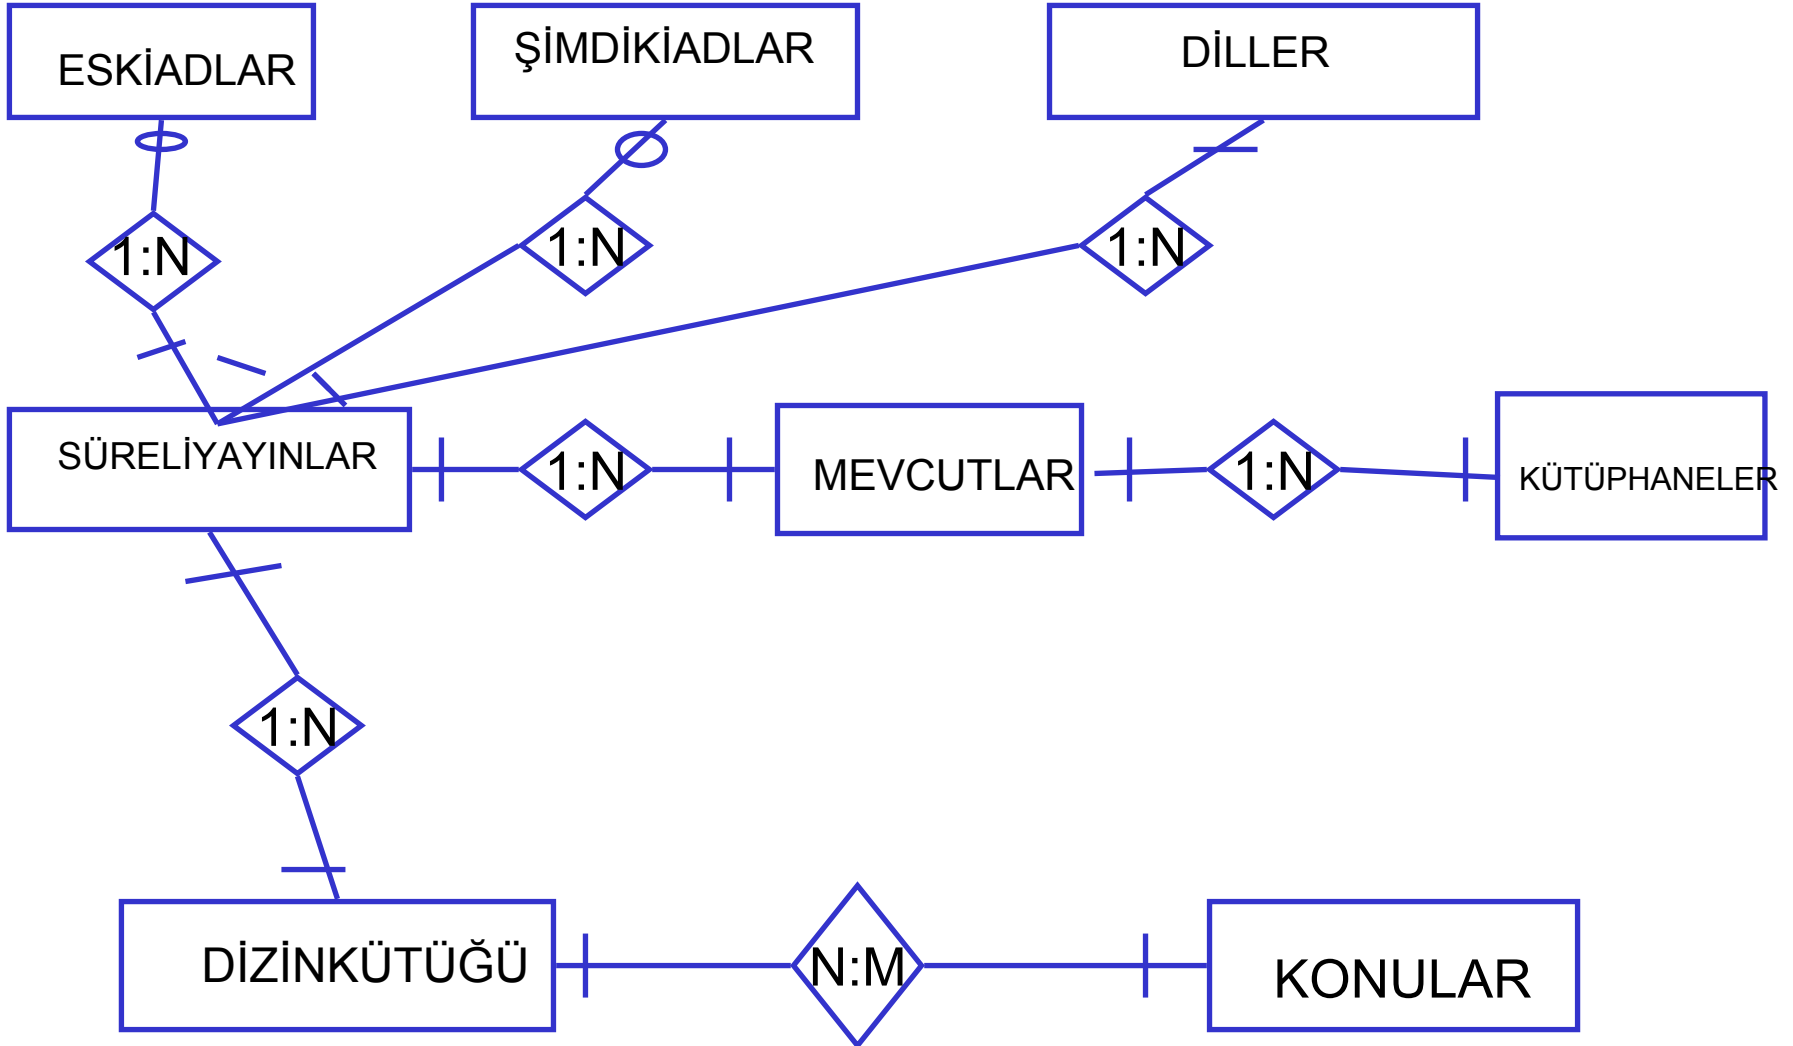 ESKİADLAR
ŞİMDİKİADLAR
DİLLER
1:N
1:N
1:N
SÜRELİYAYINLAR
1:N
MEVCUTLAR
1:N
KÜTÜPHANELER
1:N
DİZİNKÜTÜĞÜ
N:M
KONULAR